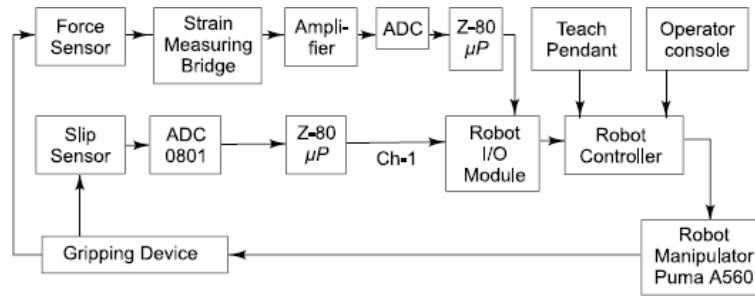 Force
Sensor
Strain
Measuring
Bridge
Ampli-
fier
ADC
Z-80
µP
Teach
Pendant
Operator
console
Slip
Sensor
ADC
0801
Z-80
µP
Ch-1
Robot
I/O
Module
Robot
Controller
Gripping Device
Robot
Manipulator
Puma A560